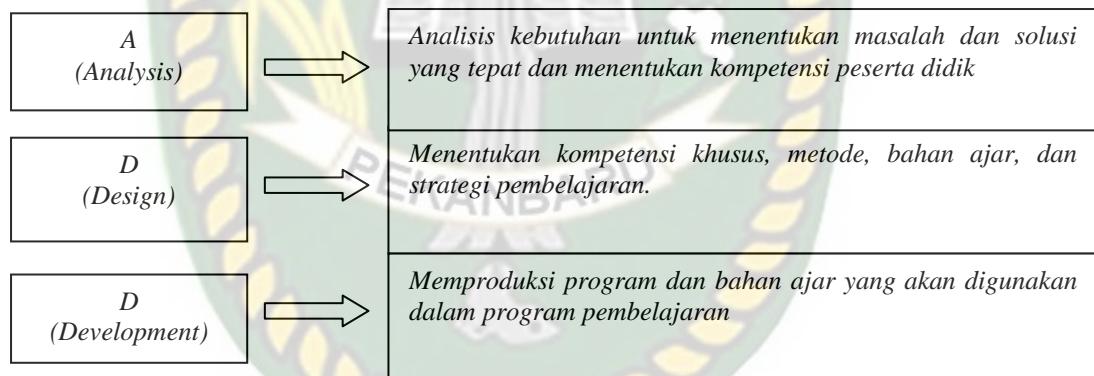 A
(Analysis)
Analisis kebutuhan untuk menentukan masalah dan solusi
yang tepat dan menentukan kompetensi peserta didik
D
(Design)
Menentukan kompetensi khusus, metode, bahan ajar, dan
strategi pembelajaran.
PEKANBARU
D
(Development)
Memproduksi program dan bahan ajar yang akan digunakan
dalam program pembelajaran